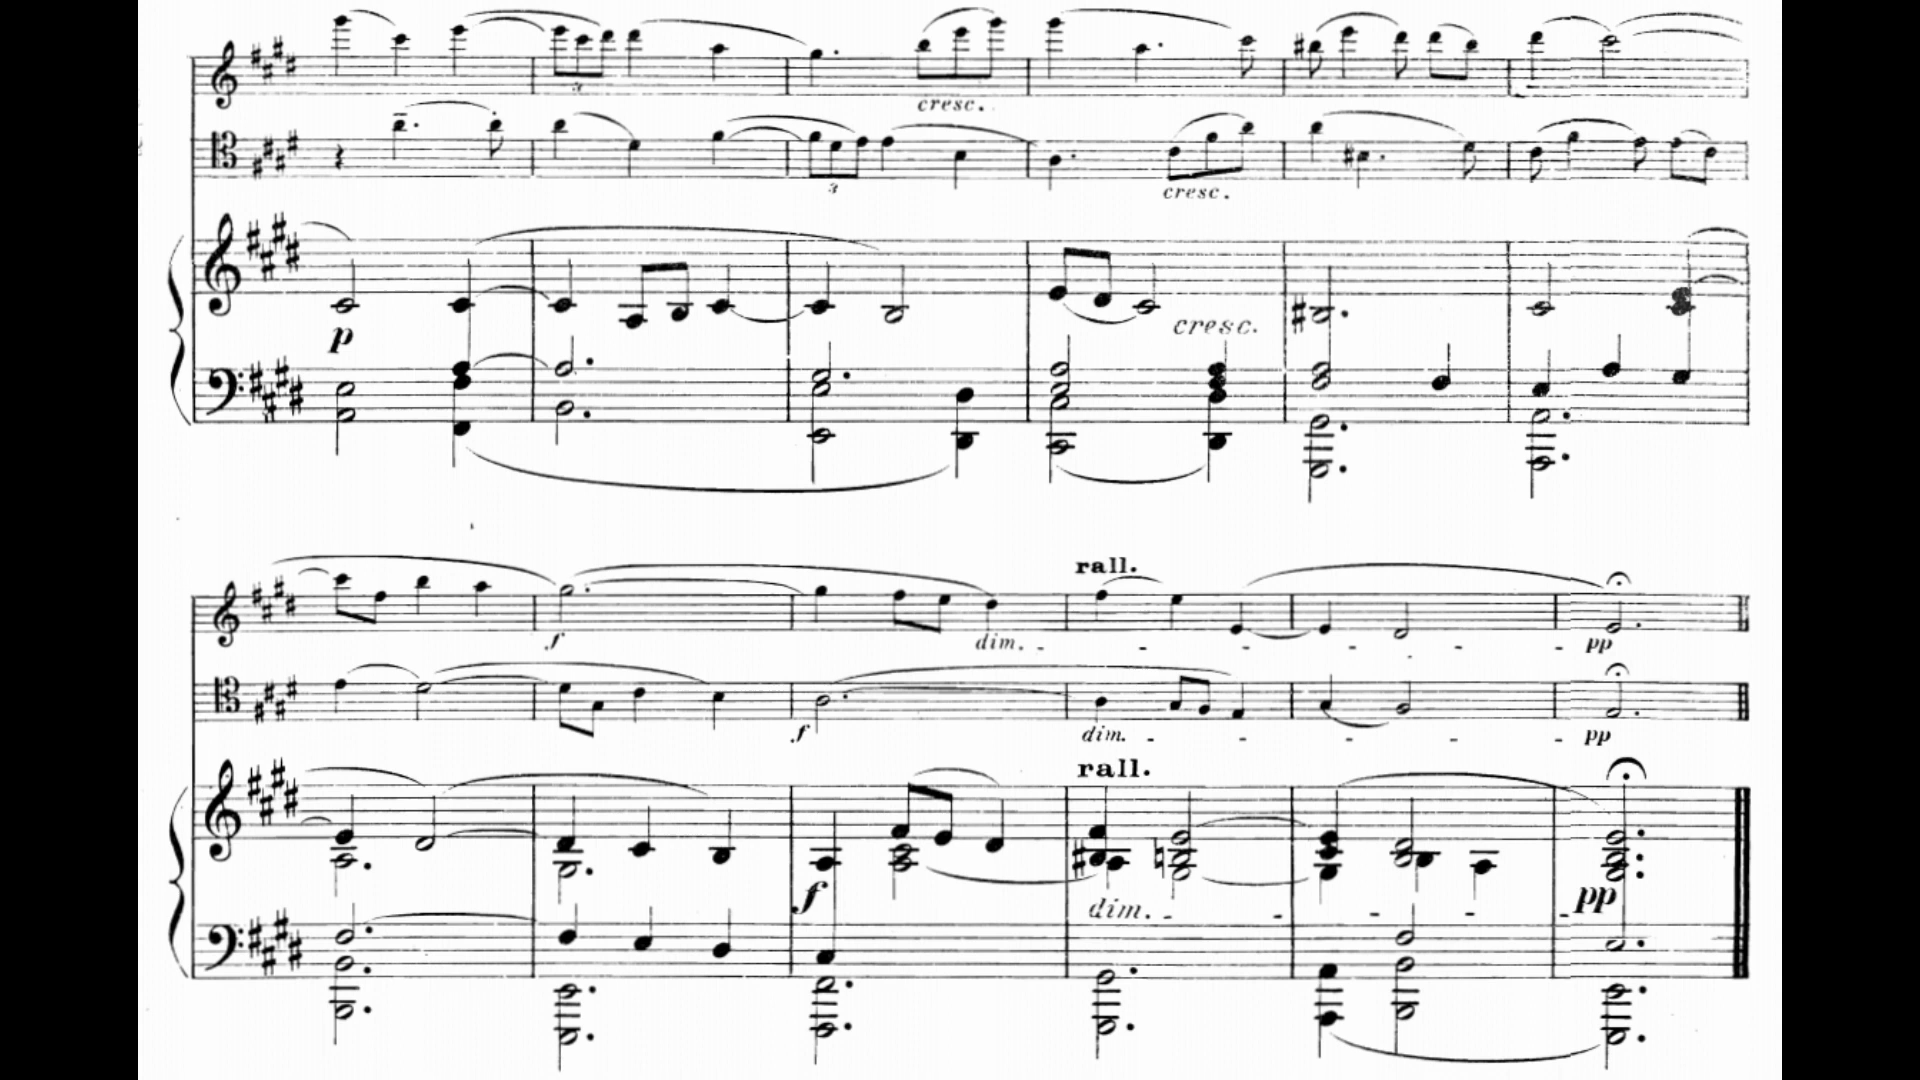 3
cresc.
3
cresc.
p
cresc.
rall.
f
dim.
pp
f
dim.
pp
rall.
f
dim.
pp